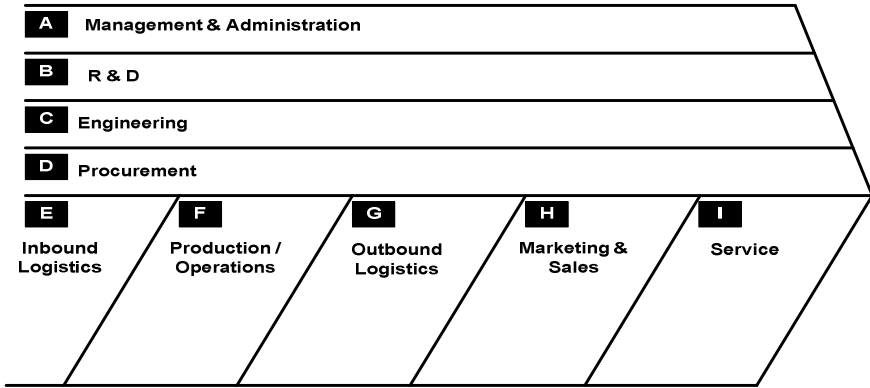 A Management & Administration
B R & D
C Engineering
D Procurement
E F G H I
Inbound
Logistics
Production /
Operations
Outbound
Logistics
Marketing &
Sales
Service